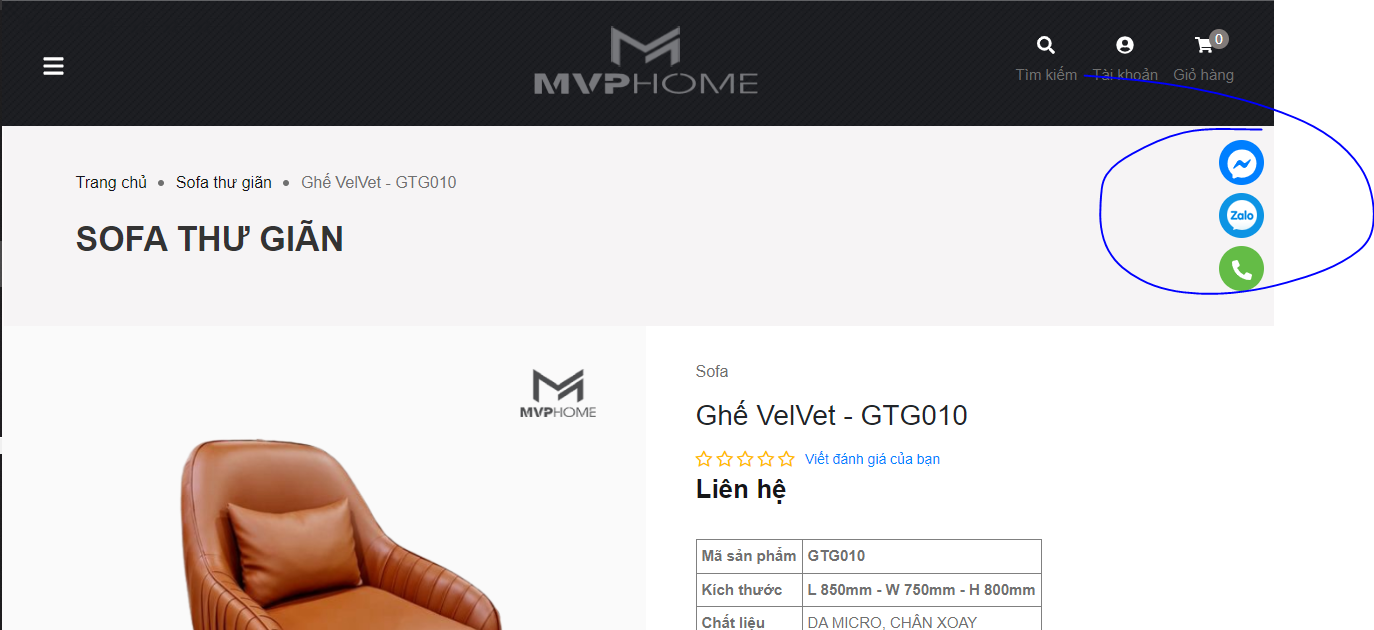 MVPHOME
0
Tìm kiếm Tài khoản Giỏ hàng
Trang chủ • Sofa thư giãn • Ghế VelVet - GTG010
SOFA THƯ GIÃN
Zalo
MVPHOME
Sofa
Ghế VelVet - GTG010
Viết đánh giá của bạn
Liên hệ
Mã sản phẩm GTG010
Kích thước L 850mm - W 750mm - H 800mm
Chất liệu DA MICRO, CHÂN XOAY